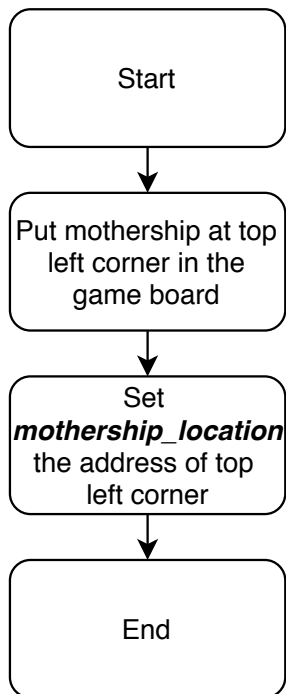 Start
Put mothership at top
left corner in the
game board
Set
mothership_location
the address of top
left corner
End